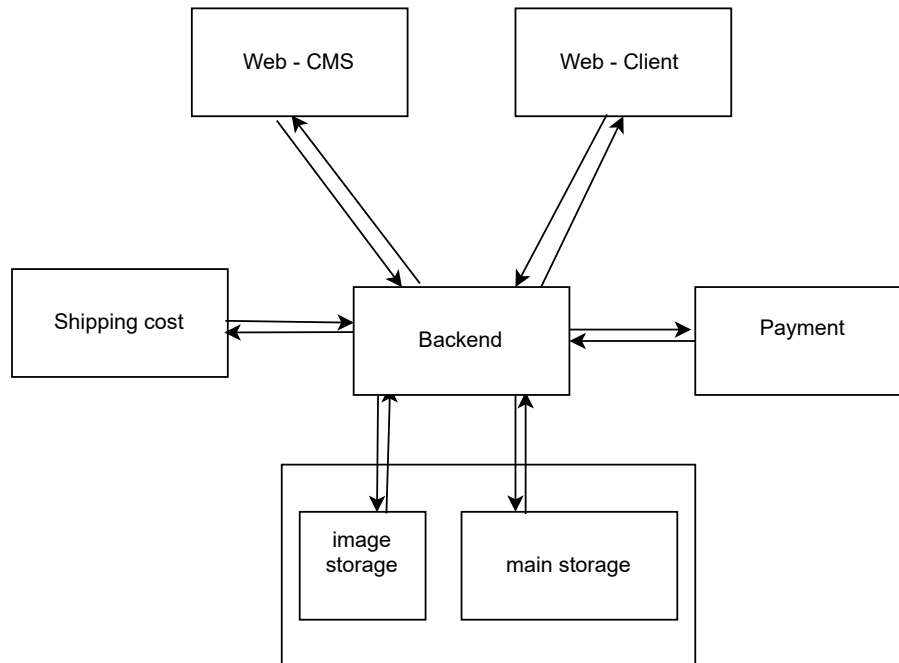 Web - CMS
Web - Client
Shipping cost
Backend
Payment
image
storage
main storage